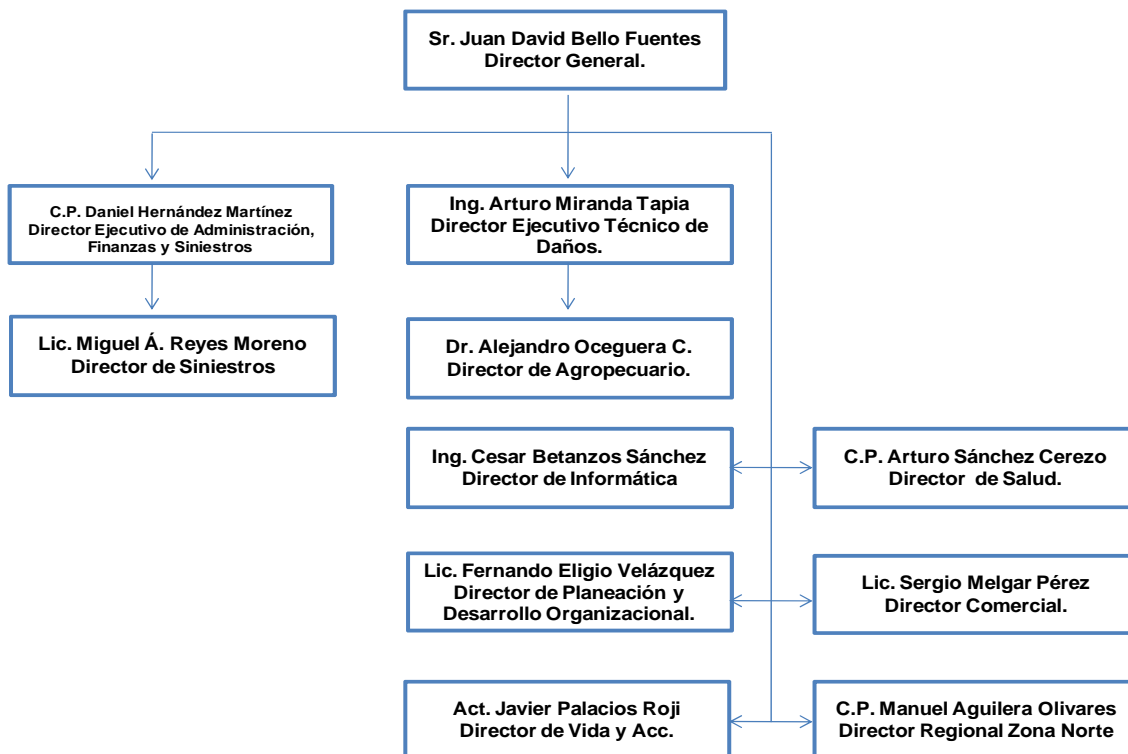 Sr. Juan David Bello Fuentes
Director General.
C.P. Daniel Hernández Martínez
Director Ejecutivo de Administración,
Finanzas y Siniestros
Ing. Arturo Miranda Tapia
Director Ejecutivo Técnico de
Daños.
Lic. Miguel Á. Reyes Moreno
Director de Siniestros
Dr. Alejandro Oceguera C.
Director de Agropecuario.
Ing. Cesar Betanzos Sánchez
Director de Informática
C.P. Arturo Sánchez Cerezo
Director de Salud.
Lic. Fernando Eligio Velázquez
Director de Planeación y
Desarrollo Organizacional.
Lic. Sergio Melgar Pérez
Director Comercial.
Act. Javier Palacios Roji
Director de Vida y Acc.
C.P. Manuel Aguilera Olivares
Director Regional Zona Norte